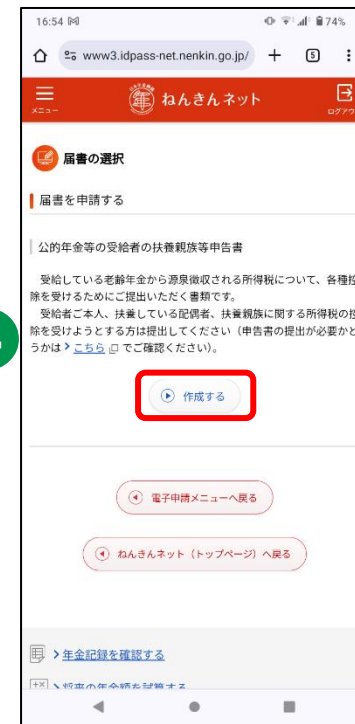 16:54
74%
www3.idpass-net.nenkin.go.jp/
5
メニュー
ねんきんネット
ログアウ
届書の選択
届書を申請する
公的年金等の受給者の扶養親族等申告書
受給している老齢年金から源泉徴収される所得税について、各種控
除を受けるためにご提出いただく書類です。
受給者ご本人、扶養している配偶者、扶養親族に関する所得税の控
除を受けようとする方は提出してください（申告書の提出が必要かど
うかは こちら でご確認ください）。
作成する
電子申請メニューへ戻る
ねんきんネット（トップページ）へ戻る
年金記録を確認する
将来の年金額を試算する